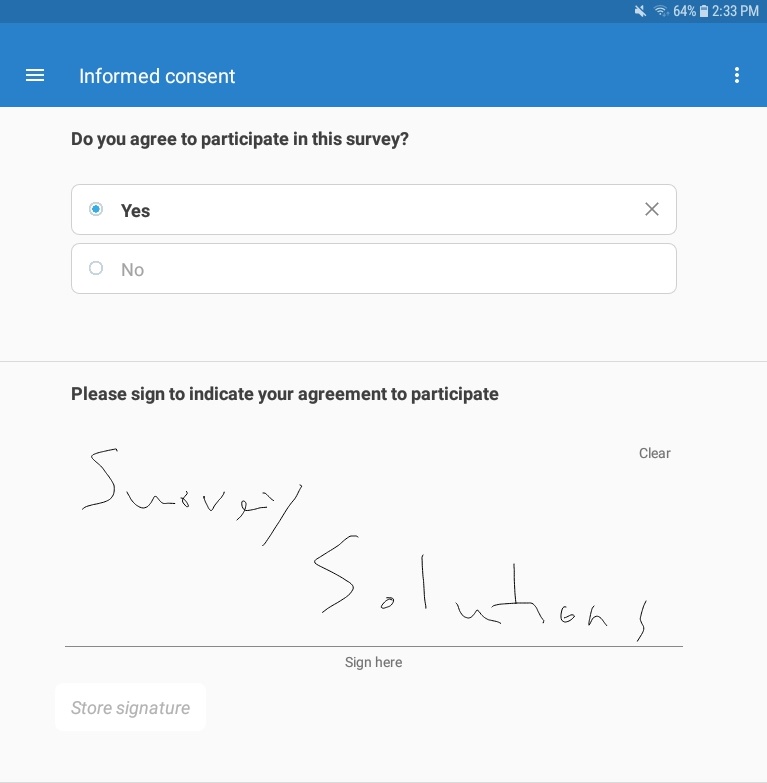 64% 2:33 PM
Informed consent
Do you agree to participate in this survey?
Yes
No
Please sign to indicate your agreement to participate
Clear
Survey
Solutions
Sign here
Store signature